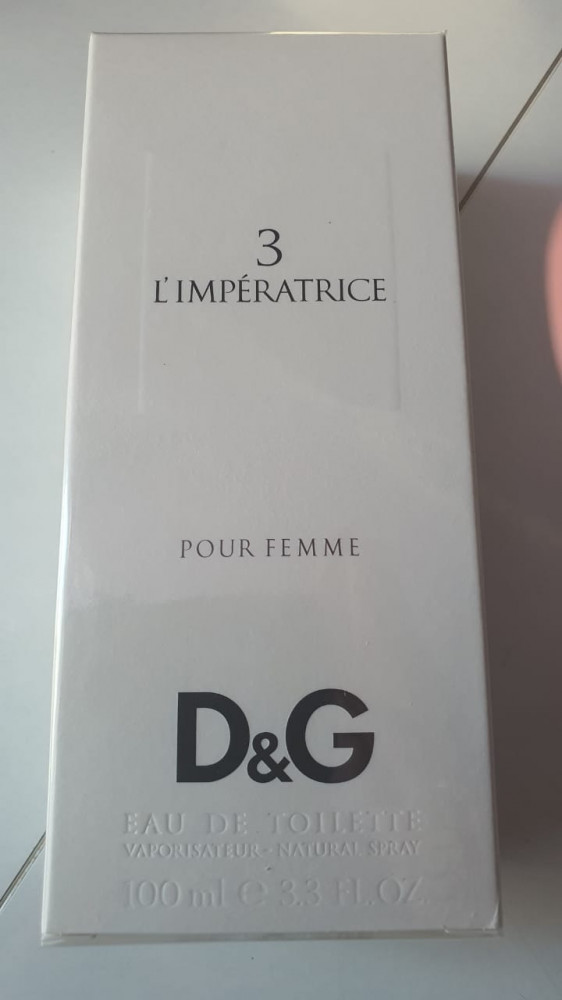 3
L'IMPÉRATRICE
POUR FEMME
D&G
EAU DE TOILETTE
VAPORISATEUR - NATURAL SPRAY
100 ml e 3.3 FL.OZ.